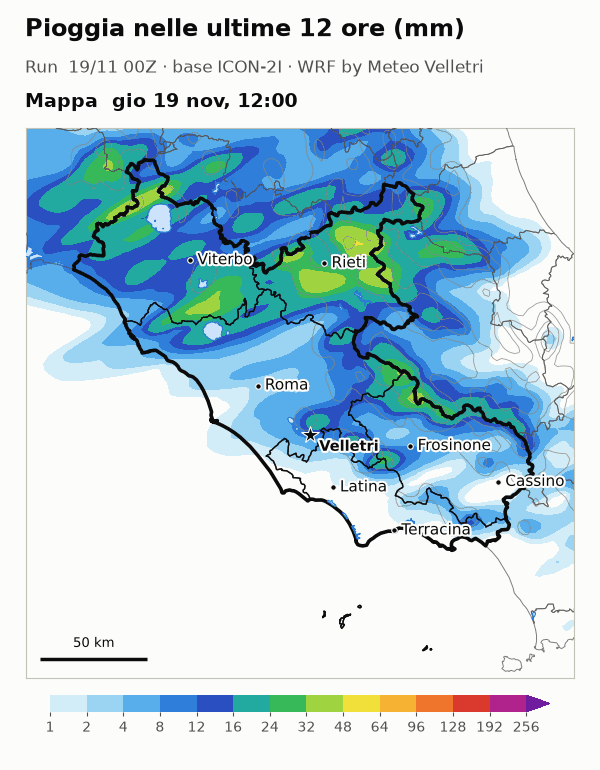 Pioggia nelle ultime 12 ore (mm)
Run 19/11 00Z · base ICON-2I · WRF by Meteo Velletri
Mappa gio 19 nov, 12:00
Viterbo
Rieti
Roma
Velletri
Frosinone
Cassino
Latina
Terracina
50 km
1 2 4 8 12 16 24 32 48 64 96 128 192 256